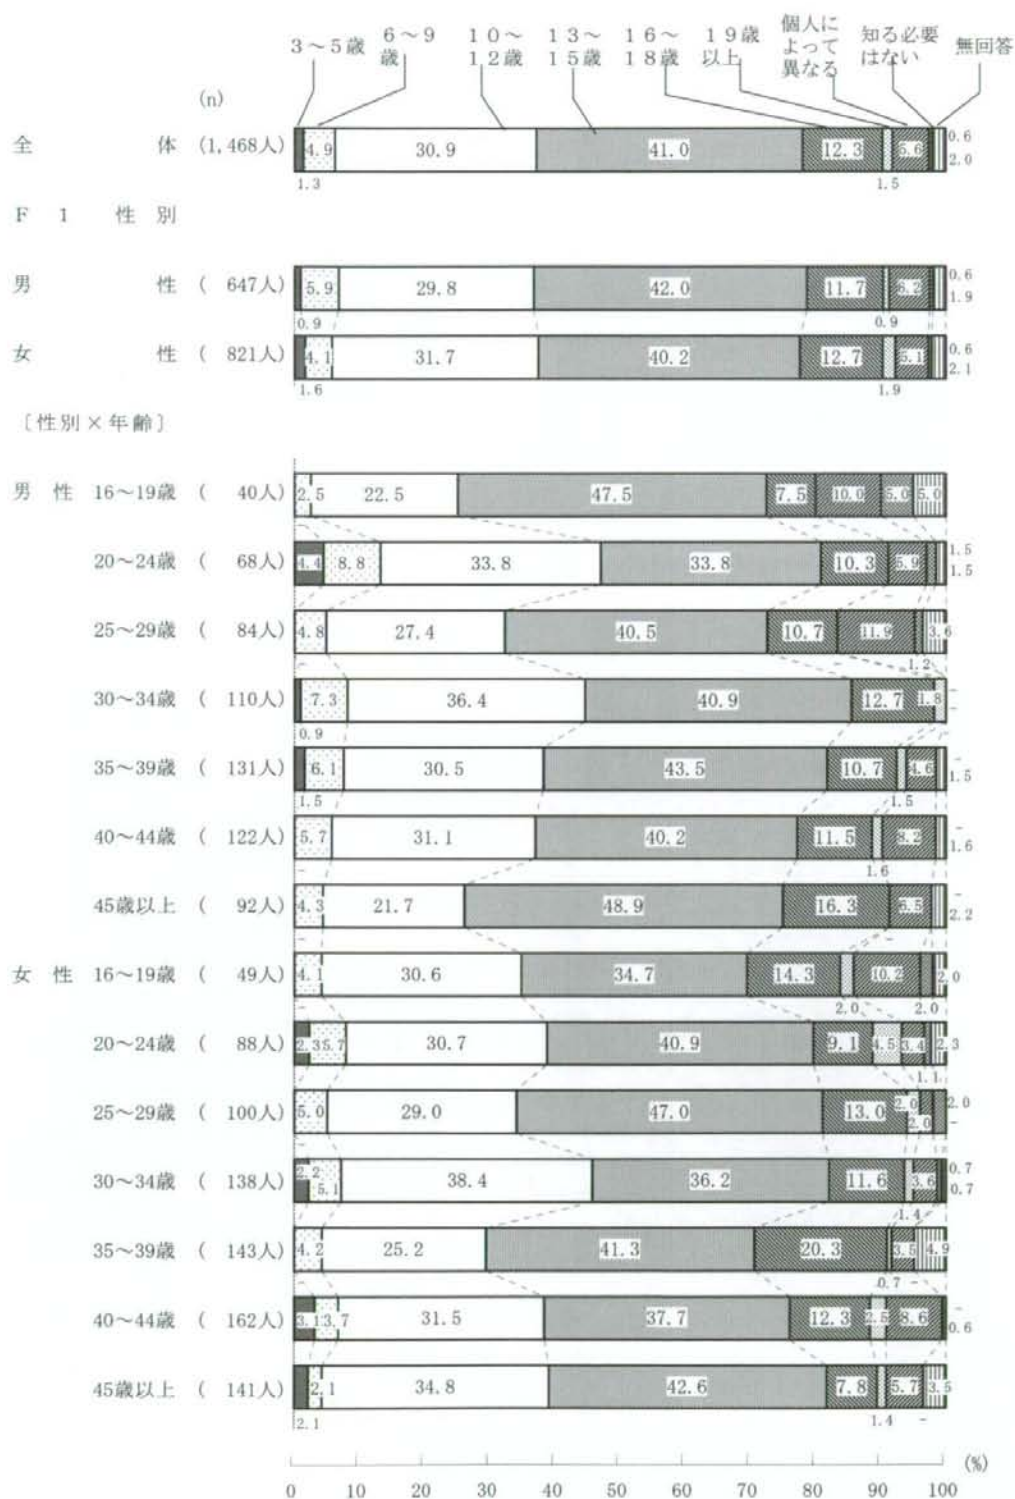 3～5歳
6～9歳
10～12歳
13～15歳
16～18歳
19歳以上
個人によって異なる
知る必要はない
無回答
(n)
全体 (1,468人) 4.9 30.9 41.0 12.3 5.6 0.6 2.0
1.3 1.5
F1 性別
男性 (647人) 5.9 29.8 42.0 11.7 6.2 0.6 1.9
0.9 0.9
女性 (821人) 4.1 31.7 40.2 12.7 5.1 0.6 2.1
1.6 1.9
〔性別×年齢〕
男性 16～19歳 (40人) 2.5 22.5 47.5 7.5 10.0 5.0 5.0
20～24歳 (68人) 4.4 8.8 33.8 33.8 10.3 5.9 1.5 1.5
25～29歳 (84人) 4.8 27.4 40.5 10.7 11.9 3.6
1.2
30～34歳 (110人) 7.3 36.4 40.9 12.7 1.8 - -
0.9
35～39歳 (131人) 6.1 30.5 43.5 10.7 4.6 - 1.5
1.5 1.5
40～44歳 (122人) 5.7 31.1 40.2 11.5 8.2 - 1.6
1.6
45歳以上 (92人) 4.3 21.7 48.9 16.3 6.5 - 2.2
女性 16～19歳 (49人) 4.1 30.6 34.7 14.3 10.2 2.0
2.0 2.0
20～24歳 (88人) 2.3 5.7 30.7 40.9 9.1 4.5 3.4 2.3
1.1
25～29歳 (100人) 5.0 29.0 47.0 13.0 2.0 2.0 2.0 -
30～34歳 (138人) 2.2 5.1 38.4 36.2 11.6 3.6 0.7 0.7
1.4
35～39歳 (143人) 4.2 25.2 41.3 20.3 3.5 4.9
0.7 -
40～44歳 (162人) 3.1 3.7 31.5 37.7 12.3 2.5 8.6 - 0.6
45歳以上 (141人) 2.1 34.8 42.6 7.8 5.7 3.5
2.1 1.4 -
(%)
0 10 20 30 40 50 60 70 80 90 100